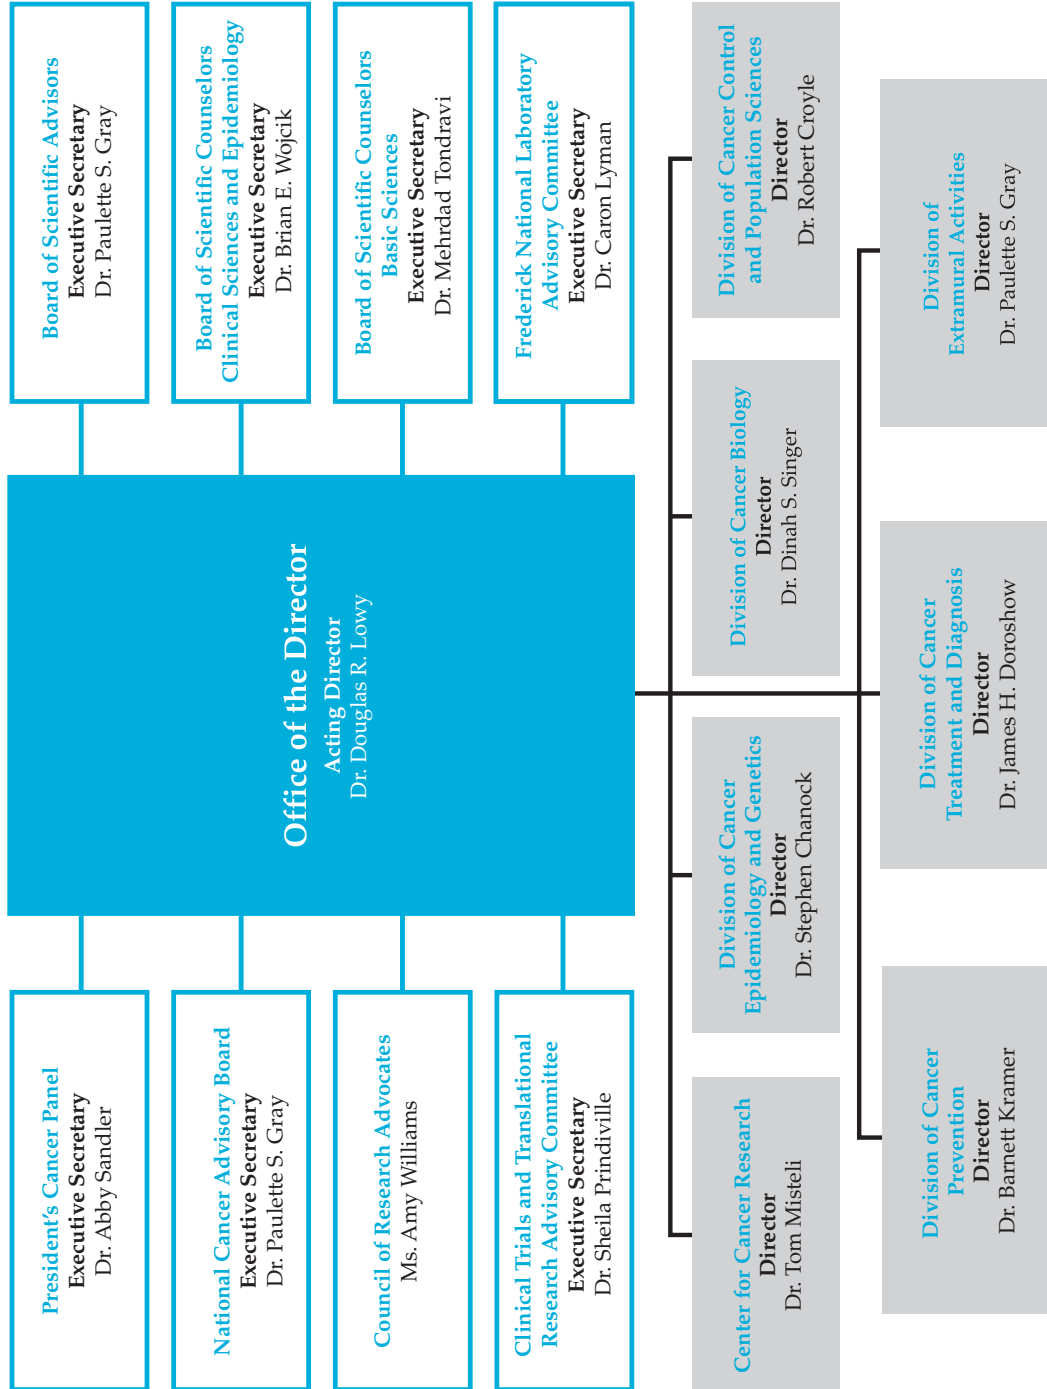 President's Cancer Panel
Executive Secretary
Dr. Abby Sandler
National Cancer Advisory Board
Executive Secretary
Dr. Paulette S. Gray
Council of Research Advocates
Ms. Amy Williams
Clinical Trials and Translational
Research Advisory Committee
Executive Secretary
Dr. Sheila Prindiville
Office of the Director
Acting Director
Dr. Douglas R. Lowy
Board of Scientific Advisors
Executive Secretary
Dr. Paulette S. Gray
Board of Scientific Counselors
Clinical Sciences and Epidemiology
Executive Secretary
Dr. Brian E. Wojcik
Board of Scientific Counselors
Basic Sciences
Executive Secretary
Dr. Mehrdad Tondravi
Frederick National Laboratory
Advisory Committee
Executive Secretary
Dr. Caron Lyman
Center for Cancer Research
Director
Dr. Tom Misteli
Division of Cancer
Epidemiology and Genetics
Director
Dr. Stephen Chanock
Division of Cancer Biology
Director
Dr. Dinah S. Singer
Division of Cancer Control
and Population Sciences
Director
Dr. Robert Croyle
Division of Cancer
Prevention
Director
Dr. Barnett Kramer
Division of Cancer
Treatment and Diagnosis
Director
Dr. James H. Doroshow
Division of
Extramural Activities
Director
Dr. Paulette S. Gray